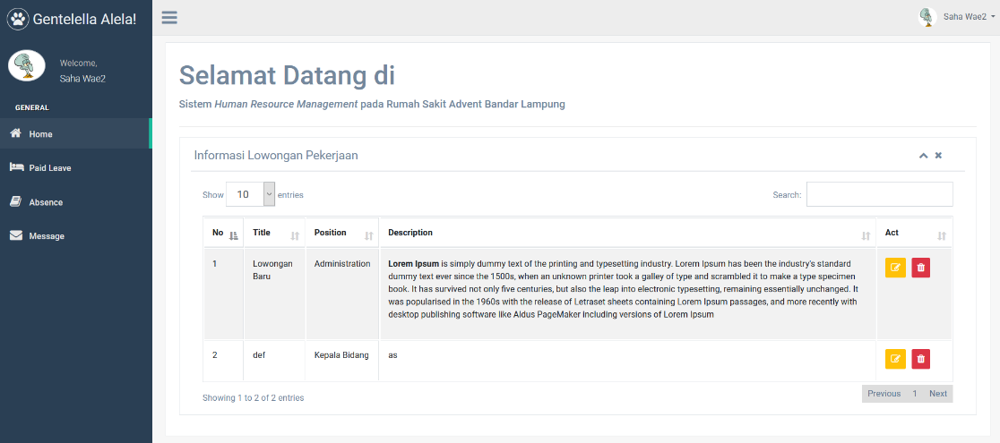 Gentelella Alela!
Saha Wae2
Welcome,
Saha Wae2
GENERAL
Home
Paid Leave
Absence
Message
Selamat Datang di
Sistem Human Resource Management pada Rumah Sakit Advent Bandar Lampung
Informasi Lowongan Pekerjaan
Show 10 entries
Search:
No Title Position Description Act
1 Lowongan Baru Administration Lorem Ipsum is simply dummy text of the printing and typesetting industry. Lorem Ipsum has been the industry's standard
dummy text ever since the 1500s, when an unknown printer took a galley of type and scrambled it to make a type specimen
book. It has survived not only five centuries, but also the leap into electronic typesetting, remaining essentially unchanged. It
was popularised in the 1960s with the release of Letraset sheets containing Lorem Ipsum passages, and more recently with
desktop publishing software like Aldus PageMaker including versions of Lorem Ipsum
2 def Kepala Bidang as
Showing 1 to 2 of 2 entries
Previous 1 Next